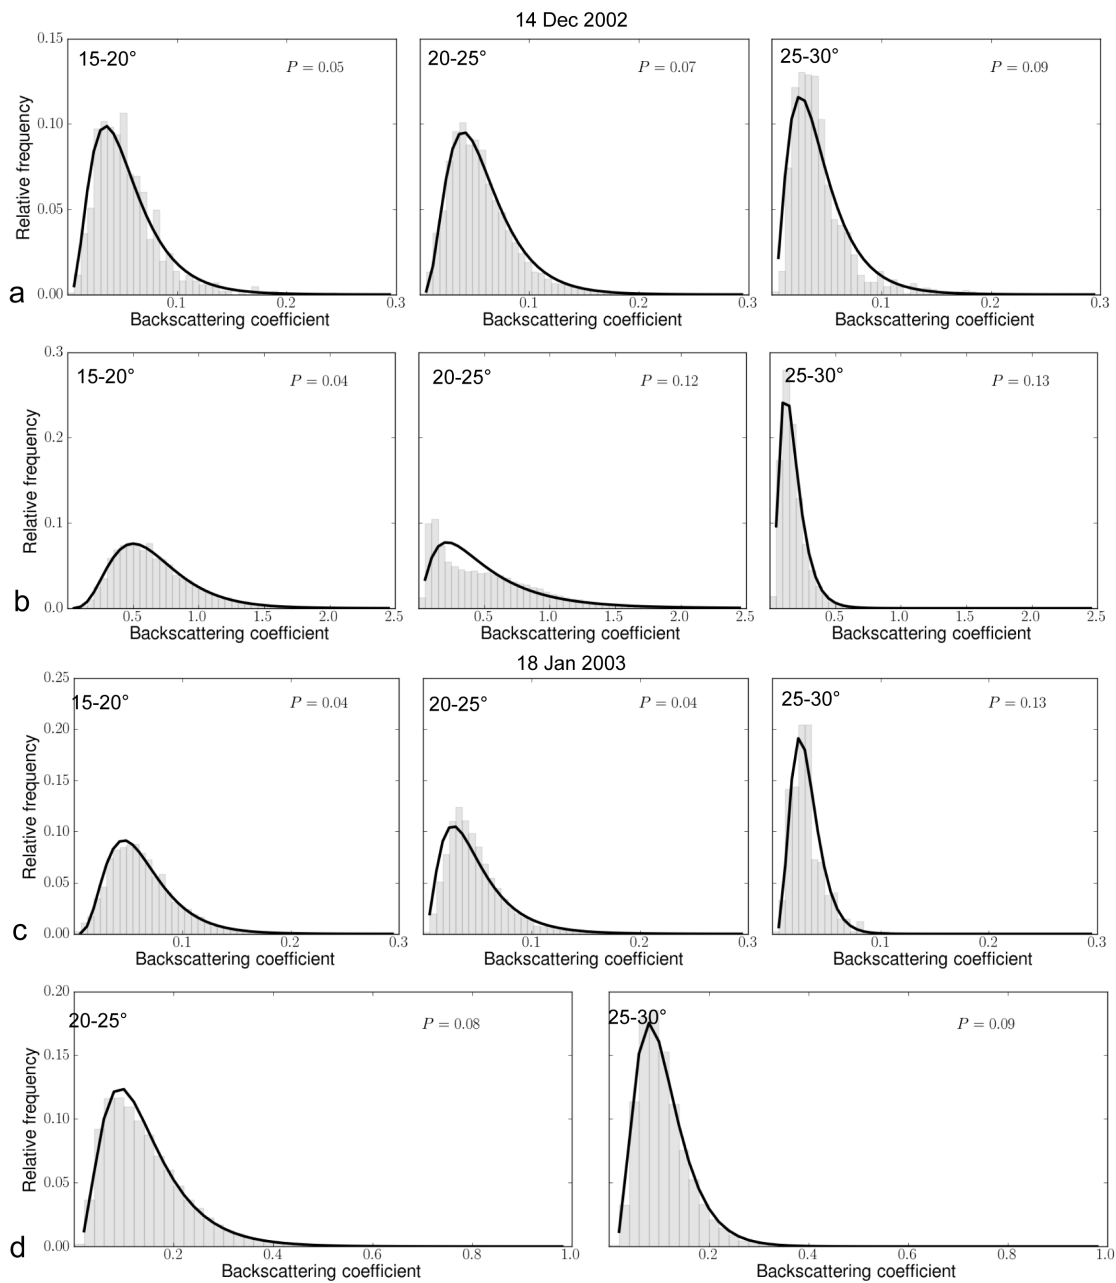 14 Dec 2002
0.15
0.10
0.05
0.00
Relative frequency
15-20°
P = 0.05
0.1 0.2 0.3
Backscattering coefficient
20-25°
P = 0.07
0.1 0.2 0.3
Backscattering coefficient
25-30°
P = 0.09
0.1 0.2 0.3
Backscattering coefficient
a
0.3
0.2
0.1
0.0
Relative frequency
15-20°
P = 0.04
0.5 1.0 1.5 2.0 2.5
Backscattering coefficient
20-25°
P = 0.12
0.5 1.0 1.5 2.0 2.5
Backscattering coefficient
25-30°
P = 0.13
0.5 1.0 1.5 2.0 2.5
Backscattering coefficient
b
18 Jan 2003
0.25
0.20
0.15
0.10
0.05
0.00
Relative frequency
15-20°
P = 0.04
0.1 0.2 0.3
Backscattering coefficient
20-25°
P = 0.04
0.1 0.2 0.3
Backscattering coefficient
25-30°
P = 0.13
0.1 0.2 0.3
Backscattering coefficient
c
0.20
0.15
0.10
0.05
0.00
Relative frequency
20-25°
P = 0.08
0.2 0.4 0.6 0.8 1.0
Backscattering coefficient
25-30°
P = 0.09
0.2 0.4 0.6 0.8 1.0
Backscattering coefficient
d